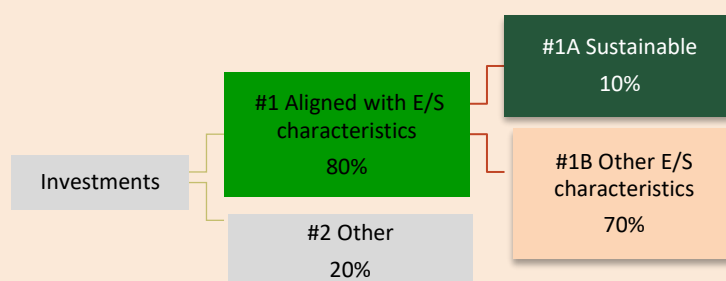 Investments
#1 Aligned with E/S
characteristics
80%
#2 Other
20%
#1A Sustainable
10%
#1B Other E/S
characteristics
70%